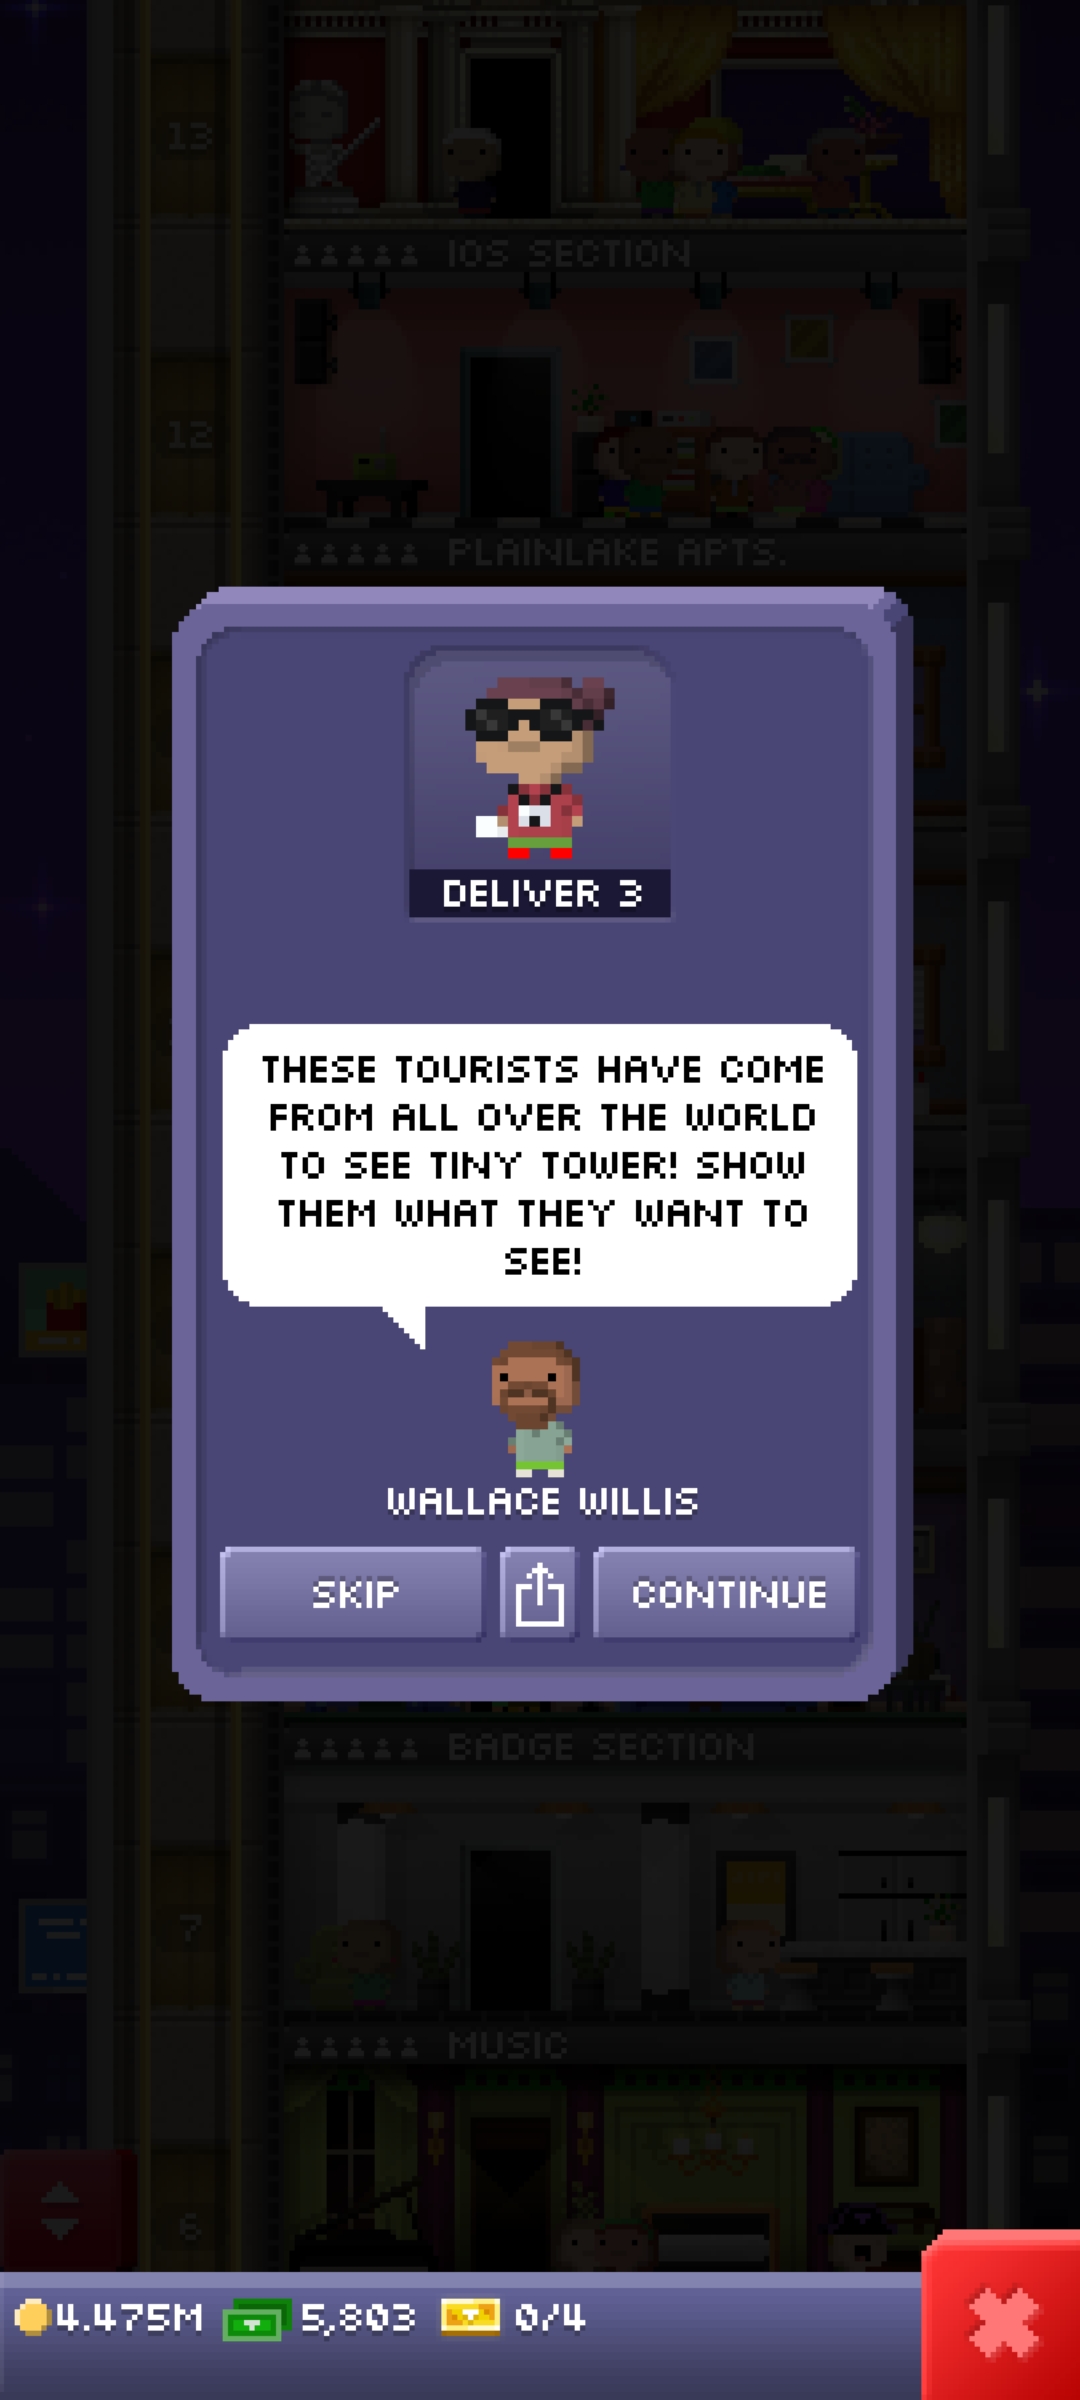 13
IOS SECTION
12
PLAINLAKE APTS.
DELIVER 3
THESE TOURISTS HAVE COME
FROM ALL OVER THE WORLD
TO SEE TINY TOWER! SHOW
THEM WHAT THEY WANT TO
SEE!
WALLACE WILLIS
SKIP
CONTINUE
BADGE SECTION
7
MUSIC
6
4.475M 5,803 0/4